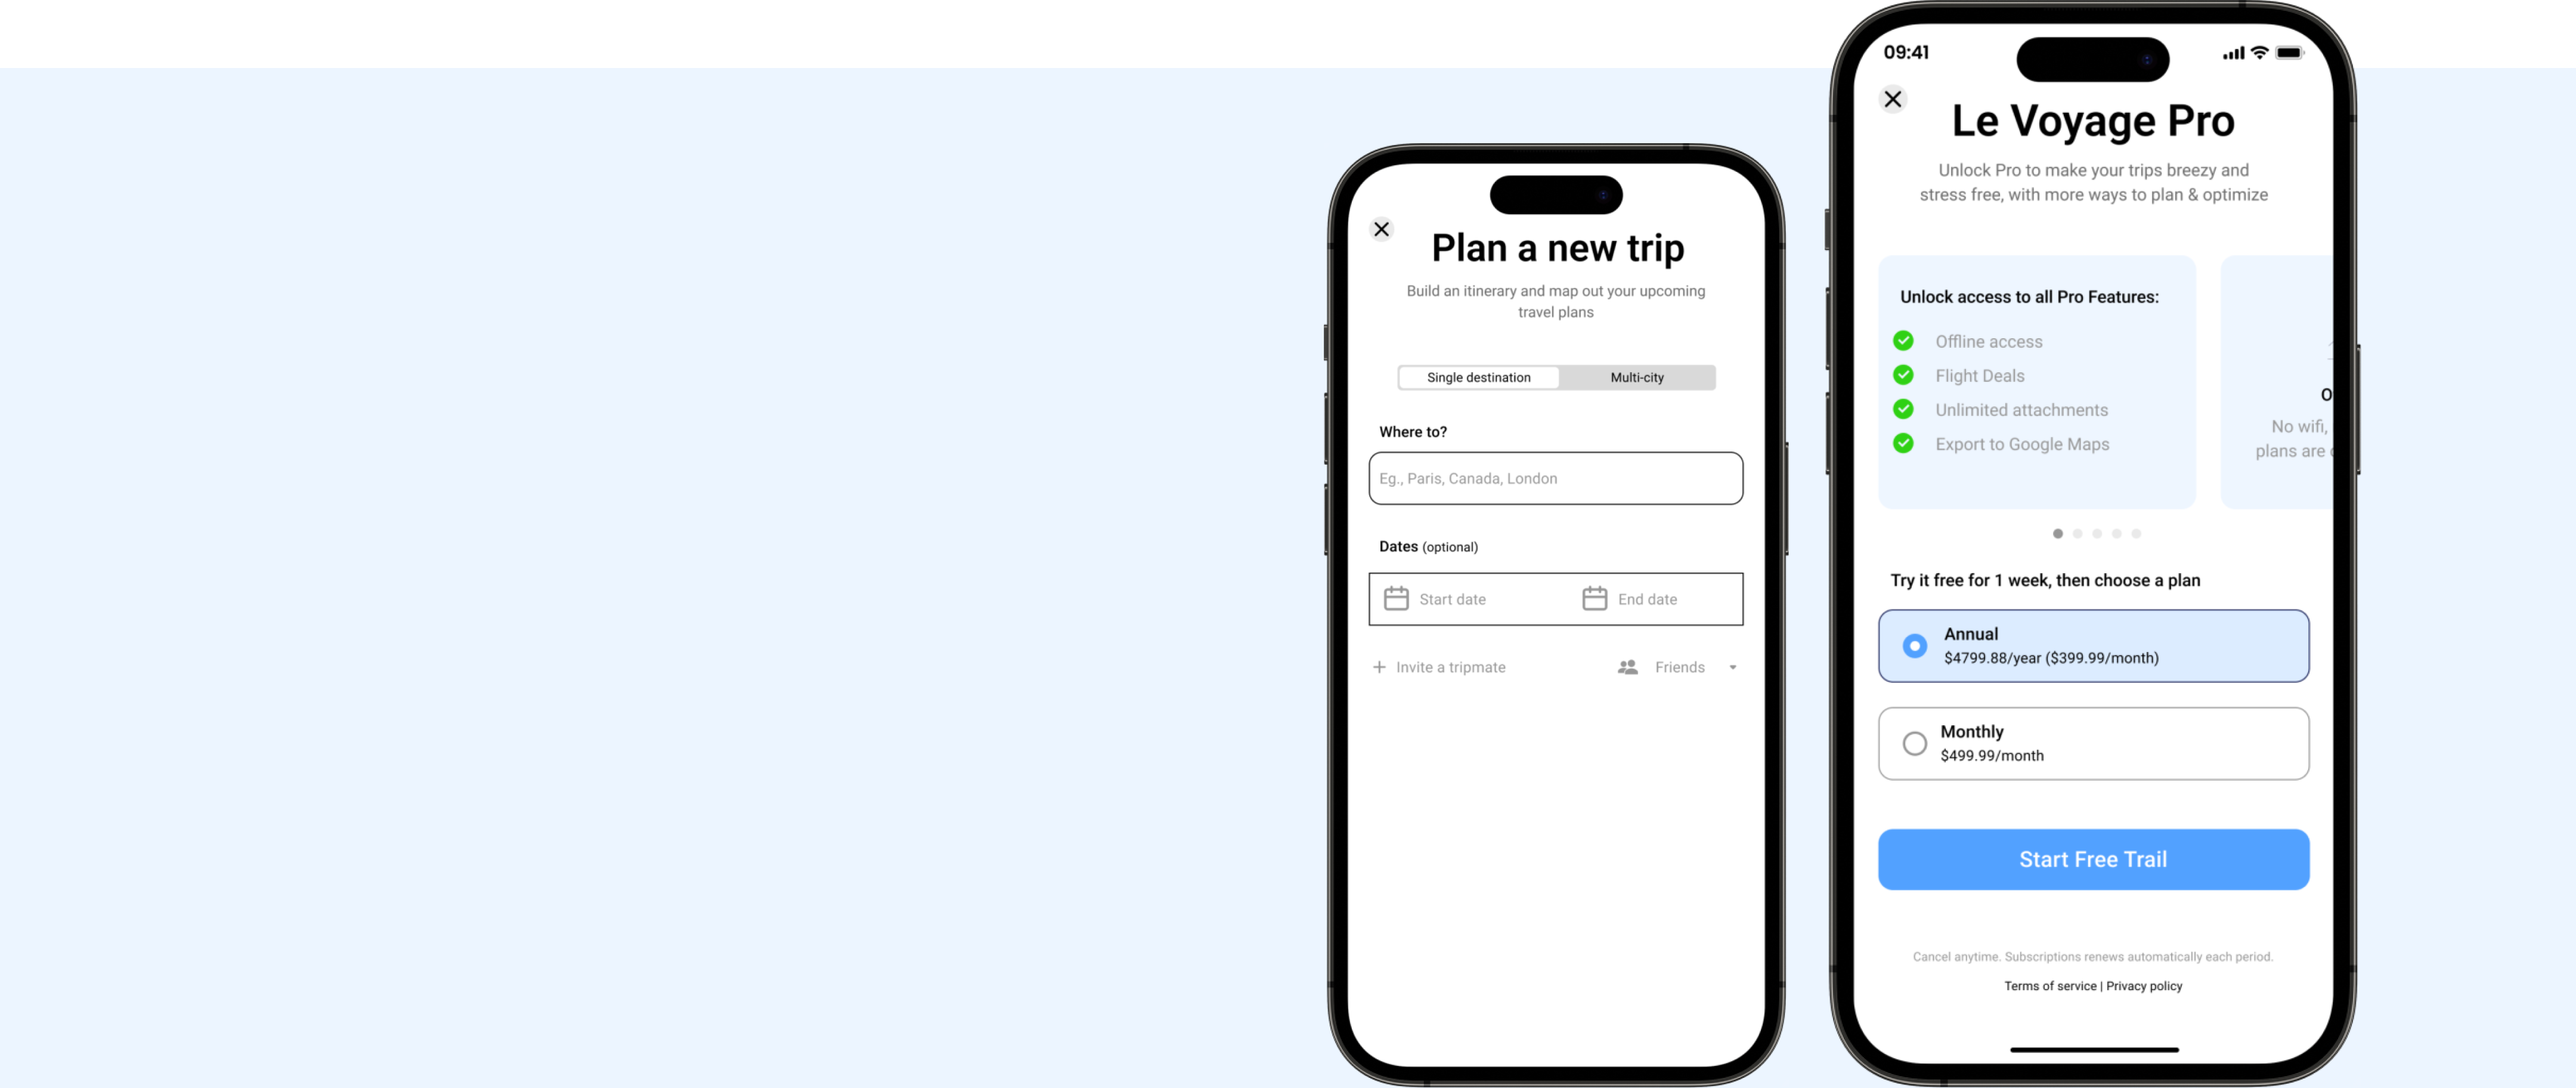 Plan a new trip
Build an itinerary and map out your upcoming
travel plans
Single destination Multi-city
Where to?
Eg., Paris, Canada, London
Dates (optional)
Start date End date
Invite a tripmate Friends
09:41
Le Voyage Pro
Unlock Pro to make your trips breezy and
stress free, with more ways to plan & optimize
Unlock access to all Pro Features:
Offline access
Flight Deals
Unlimited attachments
Export to Google Maps
No wifi,
plans are
Try it free for 1 week, then choose a plan
Annual
$4799.88/year ($399.99/month)
Monthly
$499.99/month
Start Free Trail
Cancel anytime. Subscriptions renews automatically each period.
Terms of service | Privacy policy